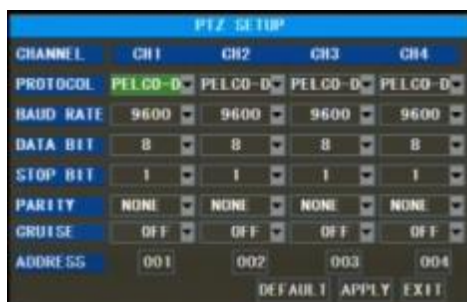 PTZ SETUP
CHANNEL CH1 CH2 CH3 CH4
PROTOCOL PELCO-D PELCO-D PELCO-D PELCO-D
BAUD RATE 9600 9600 9600 9600
DATA BIT 8 8 8 8
STOP BIT 1 1 1 1
PARITY NONE NONE NONE NONE
CRUISE OFF OFF OFF OFF
ADDRESS 001 002 003 004
DEFAULT APPLY EXIT